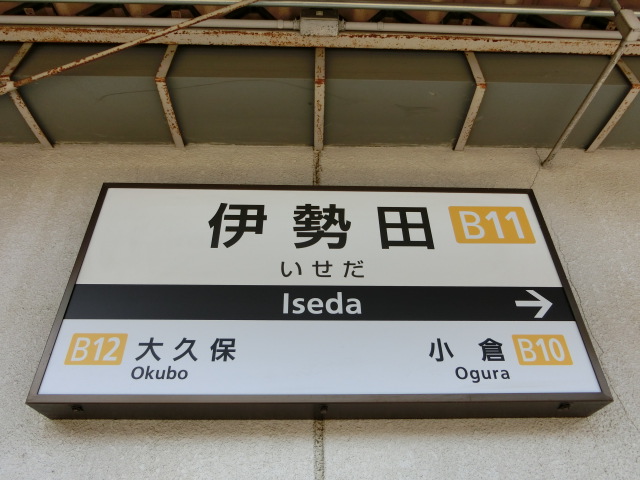 伊勢田 B11
いせだ
Iseda →
B12 大久保 小倉 B10
Okubo Ogura